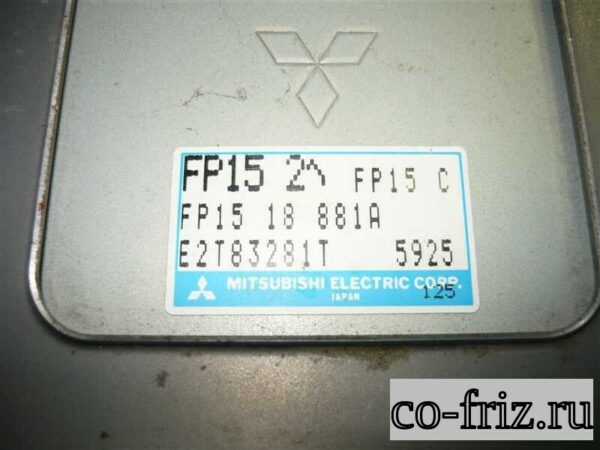 FP15 2^ FP15 C
FP15 18 881A
E2T83281T 5925
MITSUBISHI ELECTRIC CORP.
JAPAN 125
co-friz.ru